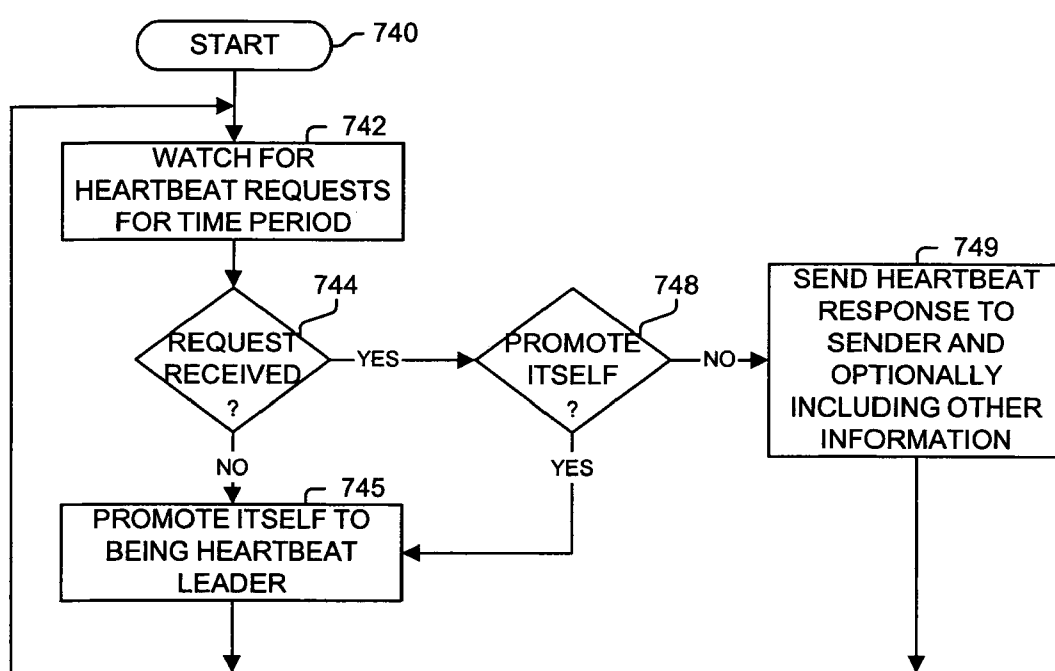 START
740
742
WATCH FOR
HEARTBEAT REQUESTS
FOR TIME PERIOD
744
REQUEST
RECEIVED
?
YES
748
PROMOTE
ITSELF
?
NO
749
SEND HEARTBEAT
RESPONSE TO
SENDER AND
OPTIONALLY
INCLUDING OTHER
INFORMATION
NO
YES
745
PROMOTE ITSELF TO
BEING HEARTBEAT
LEADER